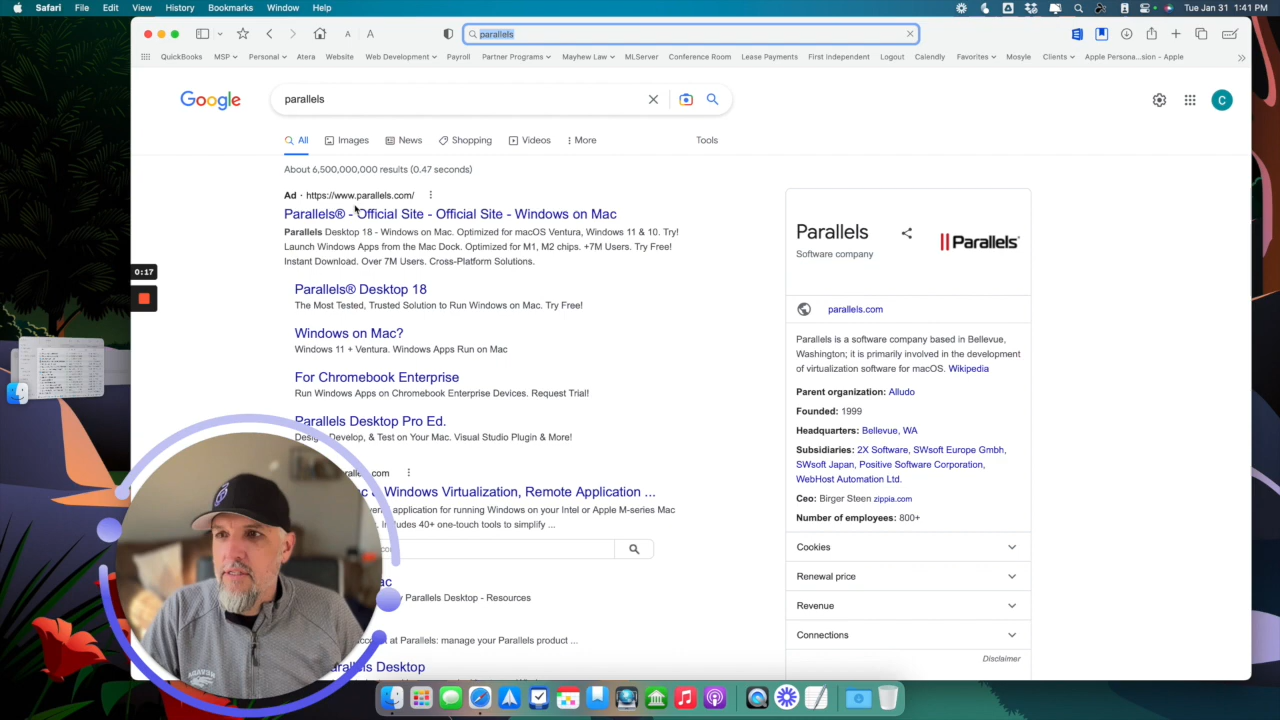 Safari File Edit View History Bookmarks Window Help
Tue Jan 31 1:41 PM
parallels
QuickBooks MSP Personal Atera Website Web Development Payroll Partner Programs Mayhew Law MLServer Conference Room Lease Payments First Independent Logout Calendly Favorites Mosyle Clients Apple Persona...sion - Apple
Google
parallels
C
All Images News Shopping Videos More Tools
About 6,500,000,000 results (0.47 seconds)
Ad · https://www.parallels.com/
Parallels® - Official Site - Official Site - Windows on Mac
Parallels Desktop 18 - Windows on Mac. Optimized for macOS Ventura, Windows 11 & 10. Try!
Launch Windows Apps from the Mac Dock. Optimized for M1, M2 chips. +7M Users. Try Free!
Instant Download. Over 7M Users. Cross-Platform Solutions.
Parallels® Desktop 18
The Most Tested, Trusted Solution to Run Windows on Mac. Try Free!
Windows on Mac?
Windows 11 + Ventura. Windows Apps Run on Mac
For Chromebook Enterprise
Run Windows Apps on Chromebook Enterprise Devices. Request Trial!
Parallels Desktop Pro Ed.
Design, Develop, & Test on Your Mac. Visual Studio Plugin & More!
& Windows Virtualization, Remote Application ...
application for running Windows on your Intel or Apple M-series Mac
Includes 40+ one-touch tools to simplify ...
Parallels Desktop - Resources
at Parallels: manage your Parallels product ...
Desktop
0:17
Parallels
Software company
Parallels®
parallels.com
Parallels is a software company based in Bellevue,
Washington; it is primarily involved in the development
of virtualization software for macOS. Wikipedia
Parent organization: Alludo
Founded: 1999
Headquarters: Bellevue, WA
Subsidiaries: 2X Software, SWsoft Europe Gmbh,
SWsoft Japan, Positive Software Corporation,
WebHost Automation Ltd.
Ceo: Birger Steen zippia.com
Number of employees: 800+
Cookies
Renewal price
Revenue
Connections
Disclaimer